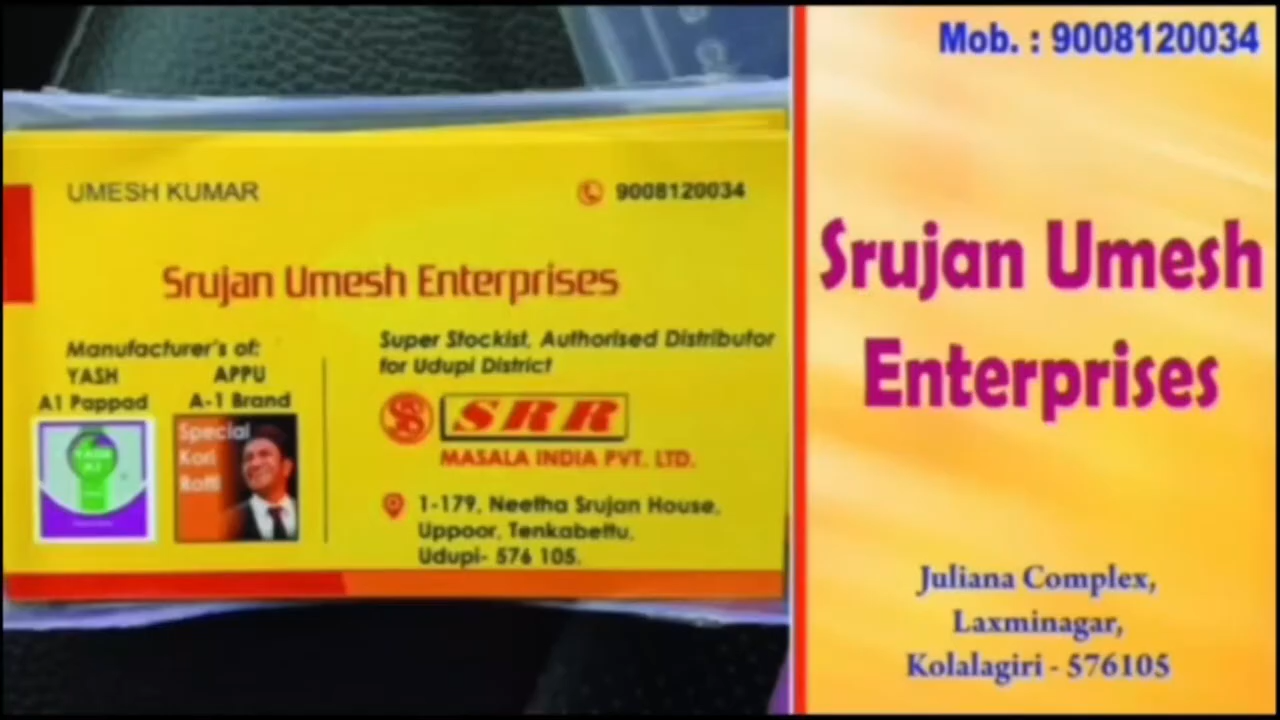 UMESH KUMAR
9008120034
Srujan Umesh Enterprises
Manufacturer's of:
YASH
A1 Pappad
APPU
A-1 Brand
Special
Kori
Rotti
Super Stockist, Authorised Distributor
for Udupi District
SRR
MASALA INDIA PVT. LTD.
1-179, Neetha Srujan House,
Uppoor, Tenkabettu,
Udupi- 576 105.
Mob. : 9008120034
Srujan Umesh
Enterprises
Juliana Complex,
Laxminagar,
Kolalagiri - 576105